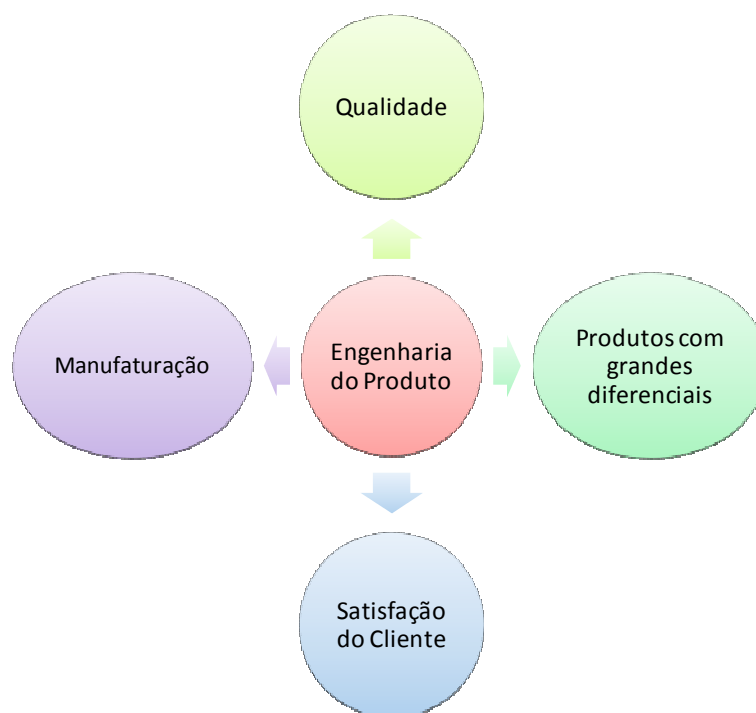 Qualidade
Manufaturação
Engenharia
do Produto
Produtos com
grandes
diferenciais
Satisfação
do Cliente